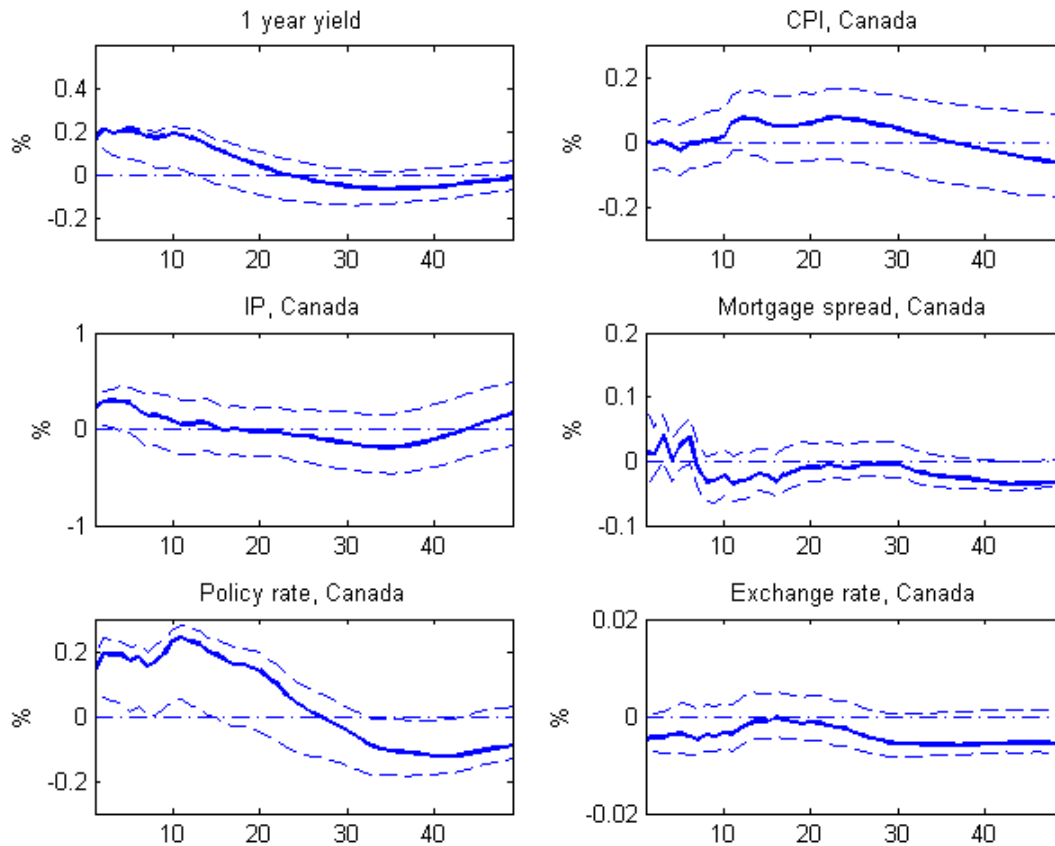 1 year yield
%
0.4
0.2
0
-0.2
10 20 30 40
CPI, Canada
%
0.2
0
-0.2
10 20 30 40
IP, Canada
%
1
0
-1
10 20 30 40
Mortgage spread, Canada
%
0.2
0.1
0
-0.1
10 20 30 40
Policy rate, Canada
%
0.2
0
-0.2
10 20 30 40
Exchange rate, Canada
%
0.02
0
-0.02
10 20 30 40